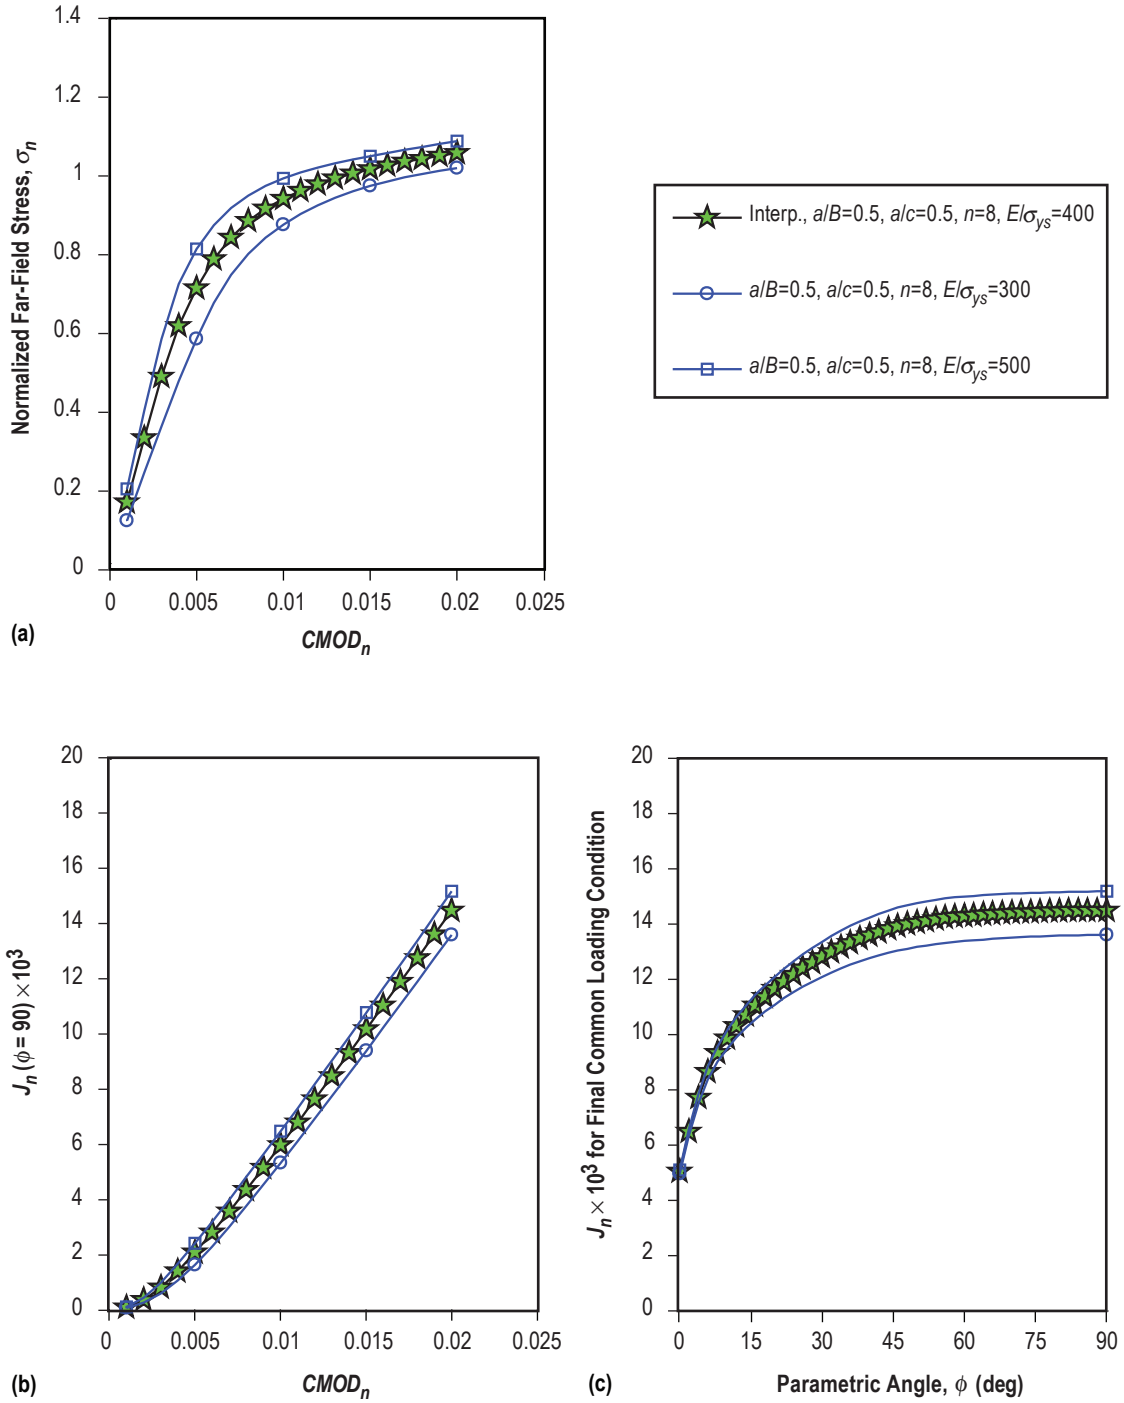 1.4
1.2
1
0.8
0.6
0.4
0.2
0
Normalized Far-Field Stress, σn
0 0.005 0.01 0.015 0.02 0.025
CMODn
(a)
Interp., a/B=0.5, a/c=0.5, n=8, E/σys=400
a/B=0.5, a/c=0.5, n=8, E/σys=300
a/B=0.5, a/c=0.5, n=8, E/σys=500
20
18
16
14
12
10
8
6
4
2
0
Jn (ϕ = 90) × 10³
0 0.005 0.01 0.015 0.02 0.025
CMODn
(b)
20
18
16
14
12
10
8
6
4
2
0
Jn × 10³ for Final Common Loading Condition
0 15 30 45 60 75 90
Parametric Angle, ϕ (deg)
(c)